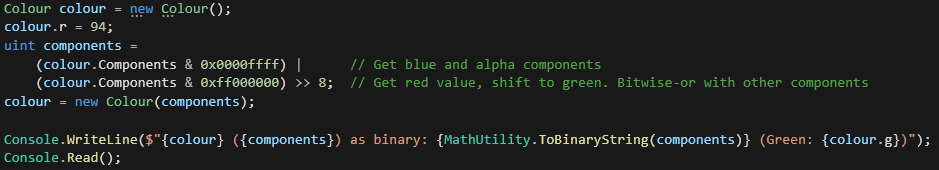 Colour colour = new Colour();
colour.r = 94;
uint components =
    (colour.Components & 0x0000ffff) |      // Get blue and alpha components
    (colour.Components & 0xff000000) >> 8;  // Get red value, shift to green. Bitwise-or with other components
colour = new Colour(components);

Console.WriteLine($"{colour} ({components}) as binary: {MathUtility.ToBinaryString(components)} (Green: {colour.g})");
Console.Read();